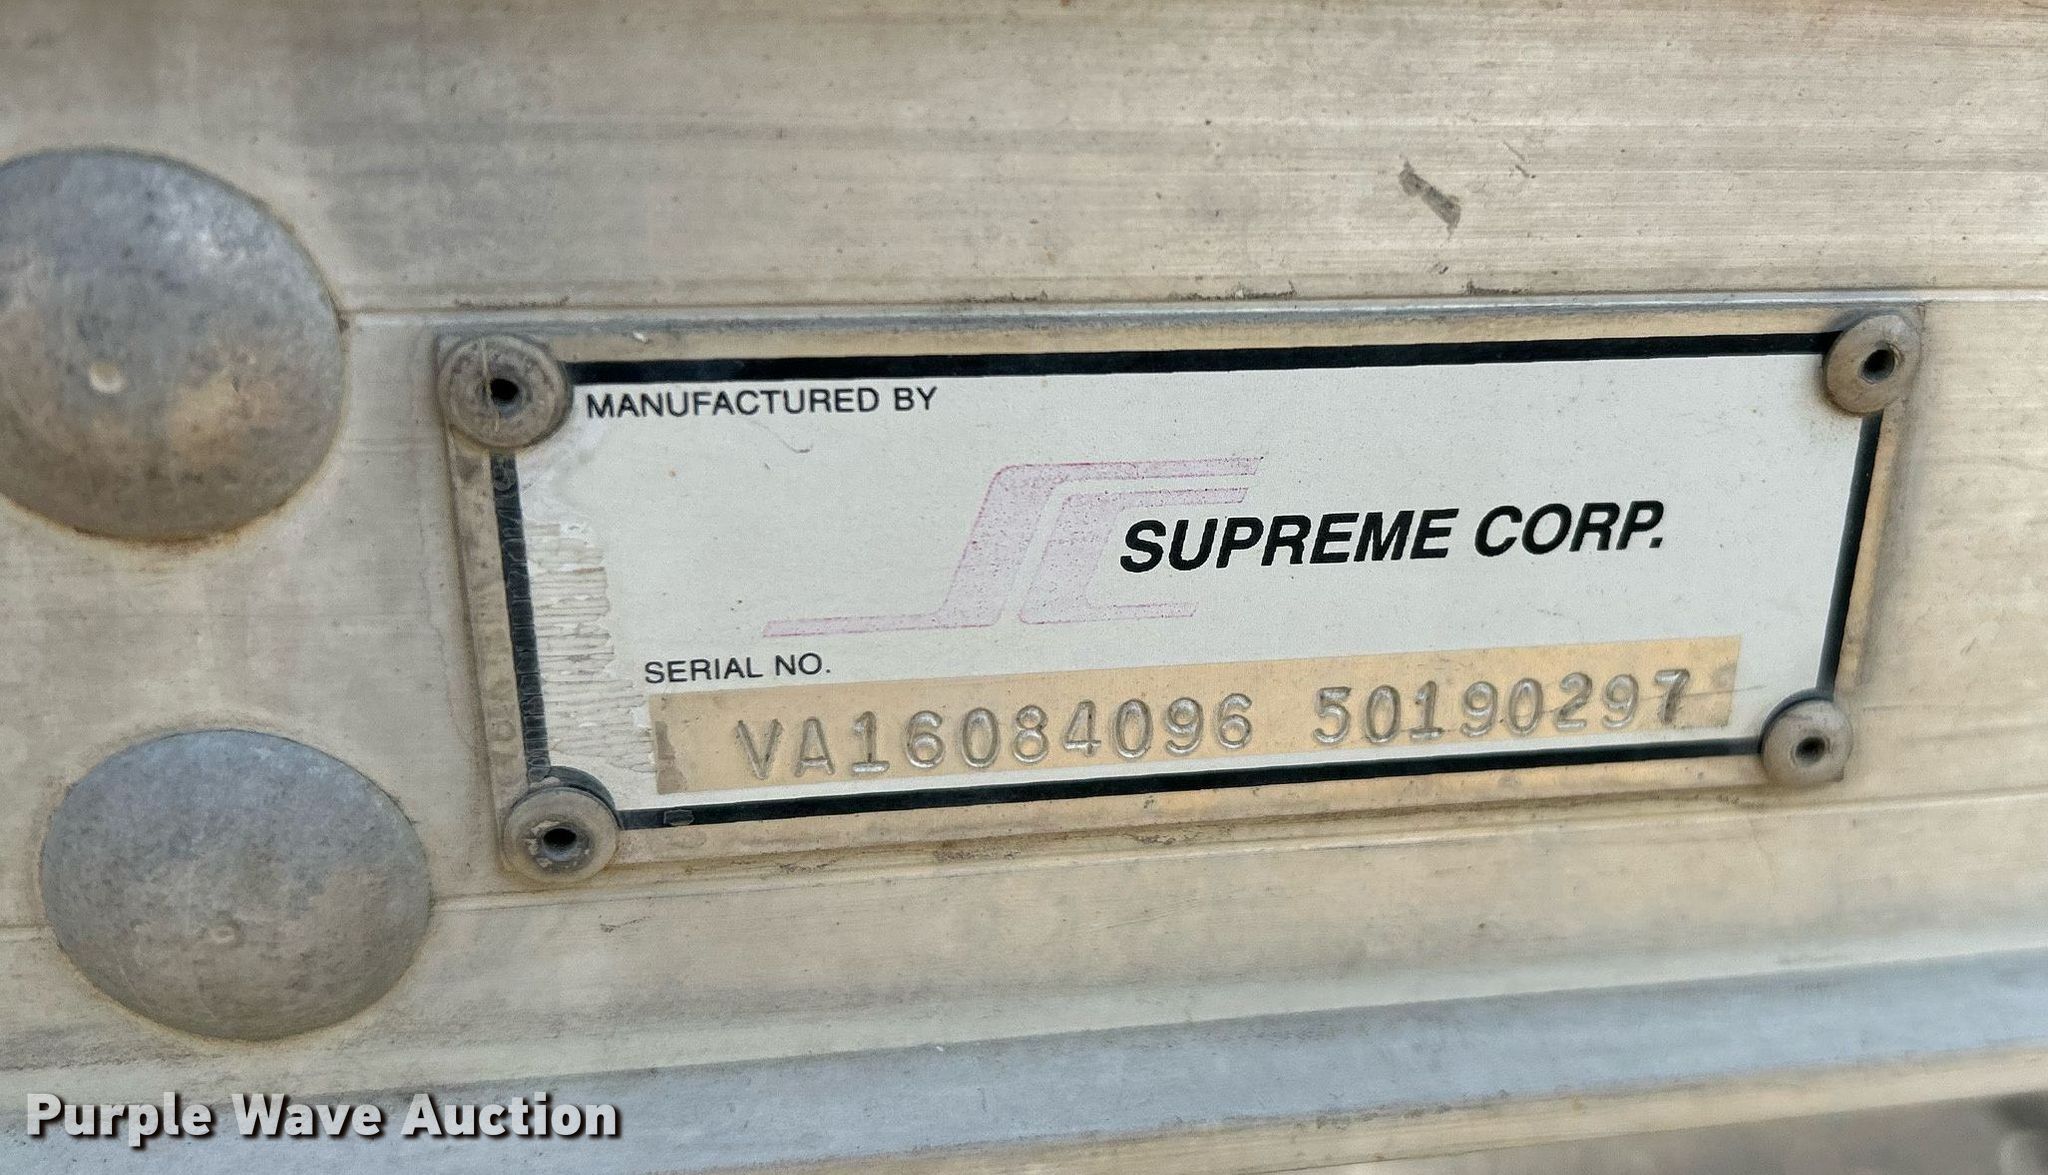 MANUFACTURED BY
SUPREME CORP.
SERIAL NO.
VA16084096 50190297
Purple Wave Auction